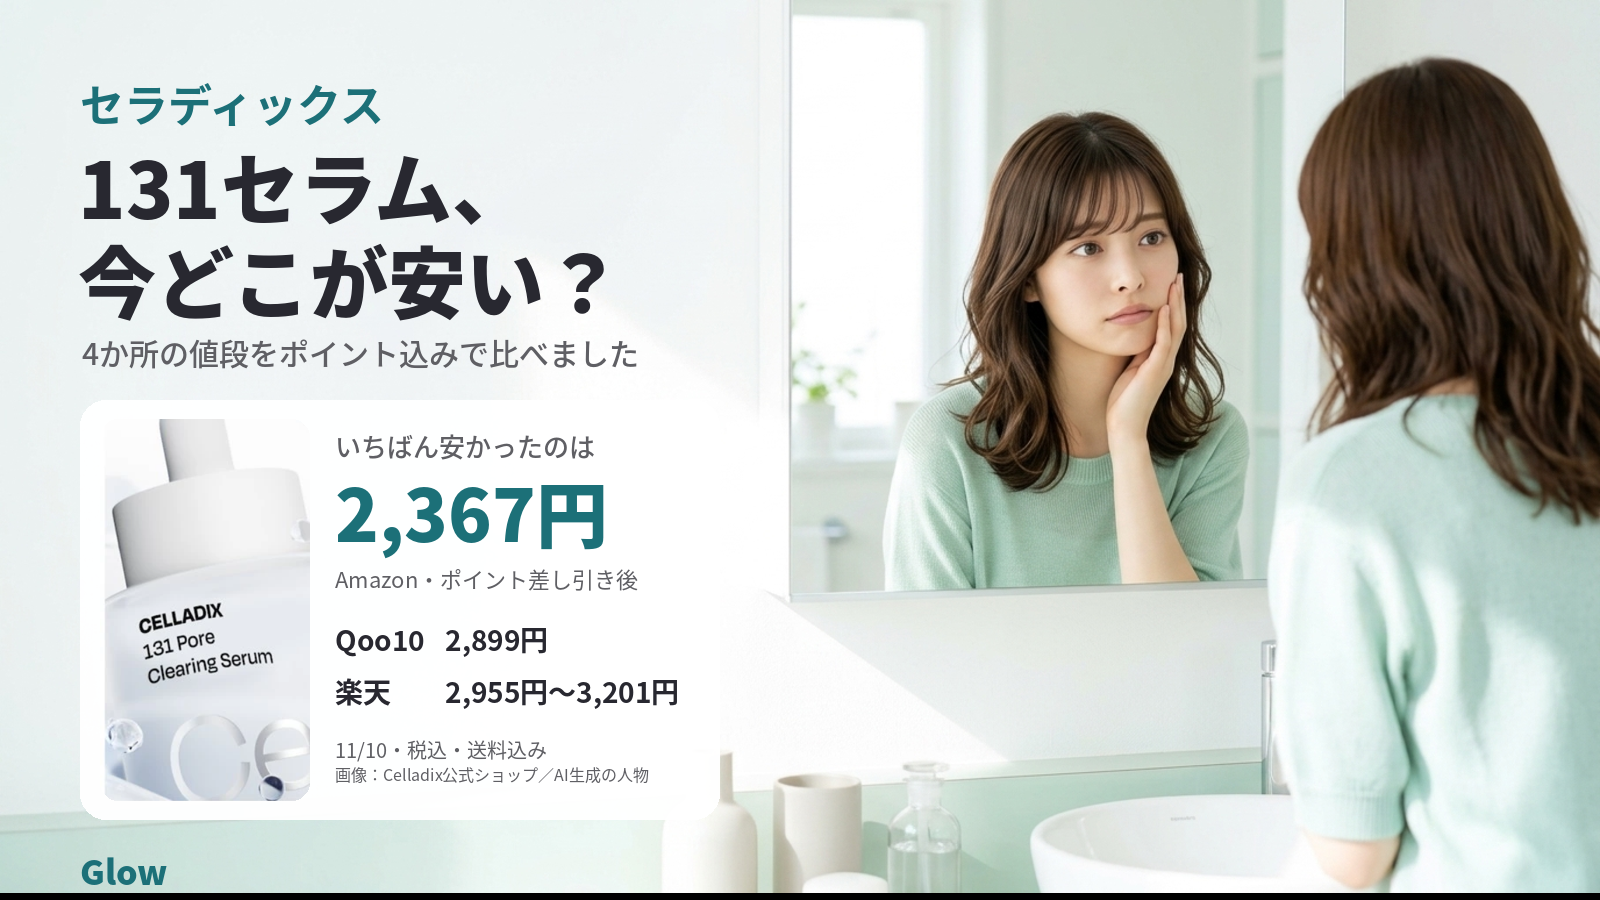 セラディックス
131セラム、
今どこが安い？
4か所の値段をポイント込みで比べました
いちばん安かったのは
2,367円
Amazon・ポイント差し引き後
Qoo10 2,899円
楽天 2,955円〜3,201円
11/10・税込・送料込み
画像：Celladix公式ショップ／AI生成の人物
CELLADIX
131 Pore
Clearing Serum
Ce
Glow